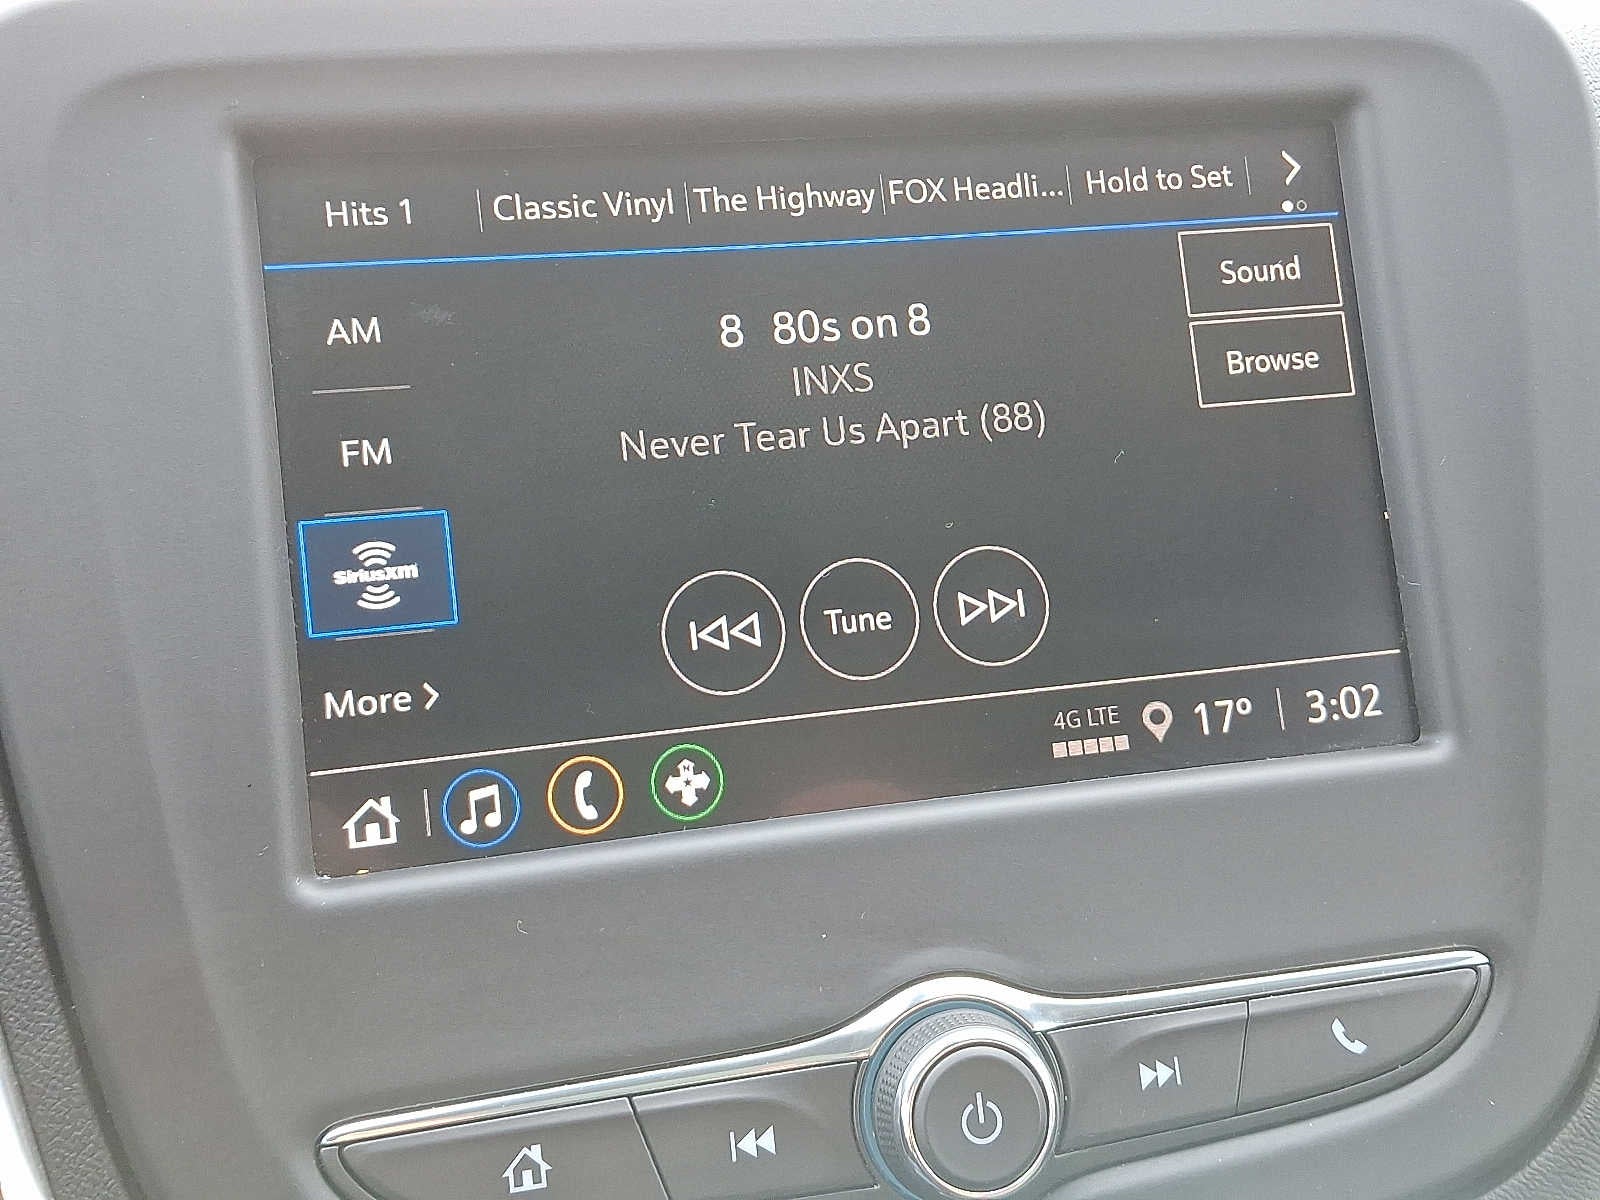 Hits 1 Classic Vinyl The Highway FOX Headli... Hold to Set
Sound
AM
8 80s on 8
INXS
Browse
Never Tear Us Apart (88)
FM
siriusxm
Tune
More
4G LTE 17° 3:02
N